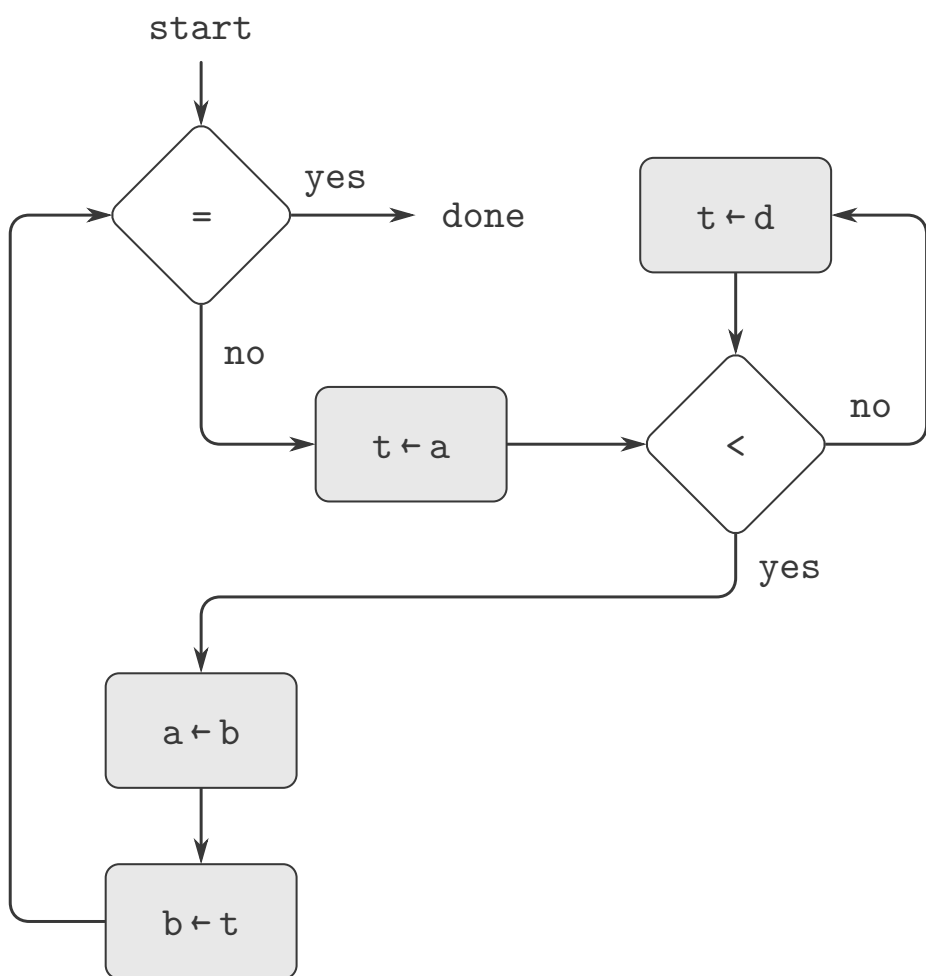 start
=
yes
done
no
t←a
t←d
<
no
yes
a←b
b←t